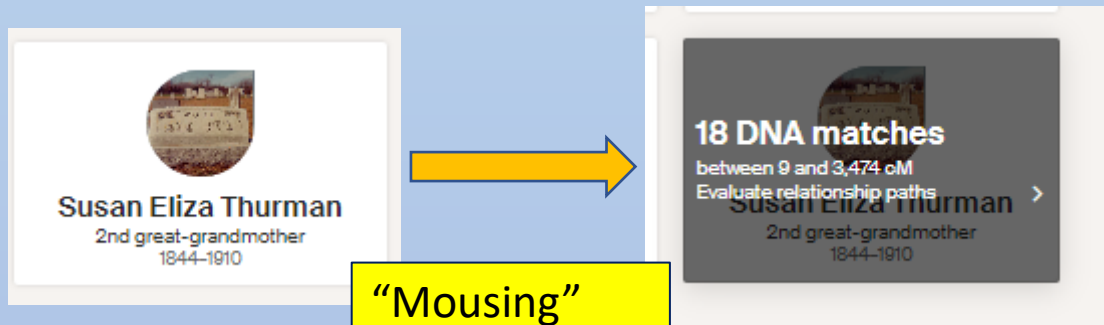 Susan Eliza Thurman
2nd great-grandmother
1844–1910
"Mousing"
18 DNA matches
between 9 and 3,474 cM
Evaluate relationship paths
Susan Eliza Thurman
2nd great-grandmother
1844–1910